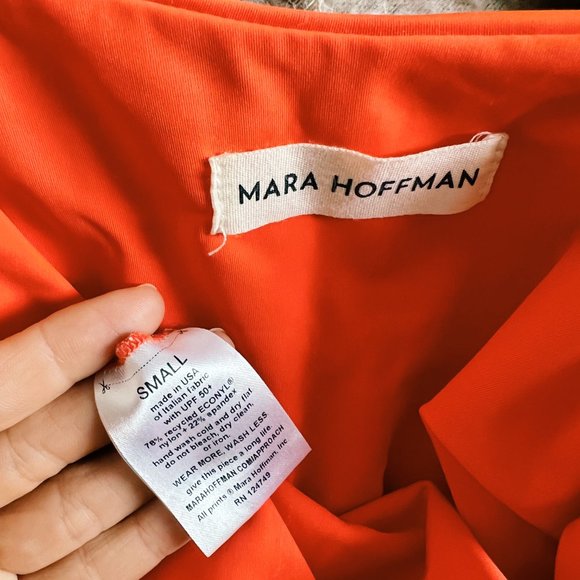 MARA HOFFMAN
SMALL
made in USA
of Italian fabric
with UPF 50+
78% recycled ECONYL®
nylon + 22% spandex
hand wash cold and dry flat
do not bleach, dry clean,
or iron.
WEAR MORE, WASH LESS
give this piece a long life
MARAHOFFMAN.COM/APPROACH
All prints ® Mara Hoffman, Inc
RN 124749